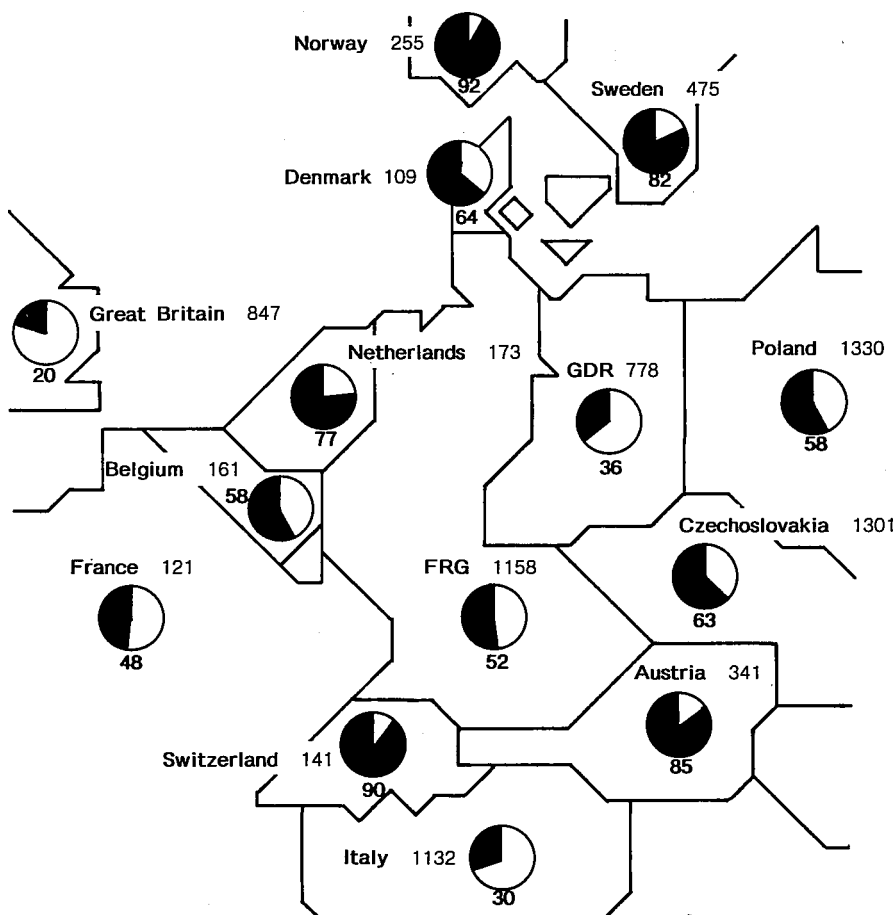 Norway 255
92
Sweden 475
82
Denmark 109
64
Great Britain 847
20
Netherlands 173
77
GDR 778
36
Poland 1330
58
Belgium 161
58
Czechoslovakia 1301
63
France 121
48
FRG 1158
52
Austria 341
85
Switzerland 141
90
Italy 1132
30